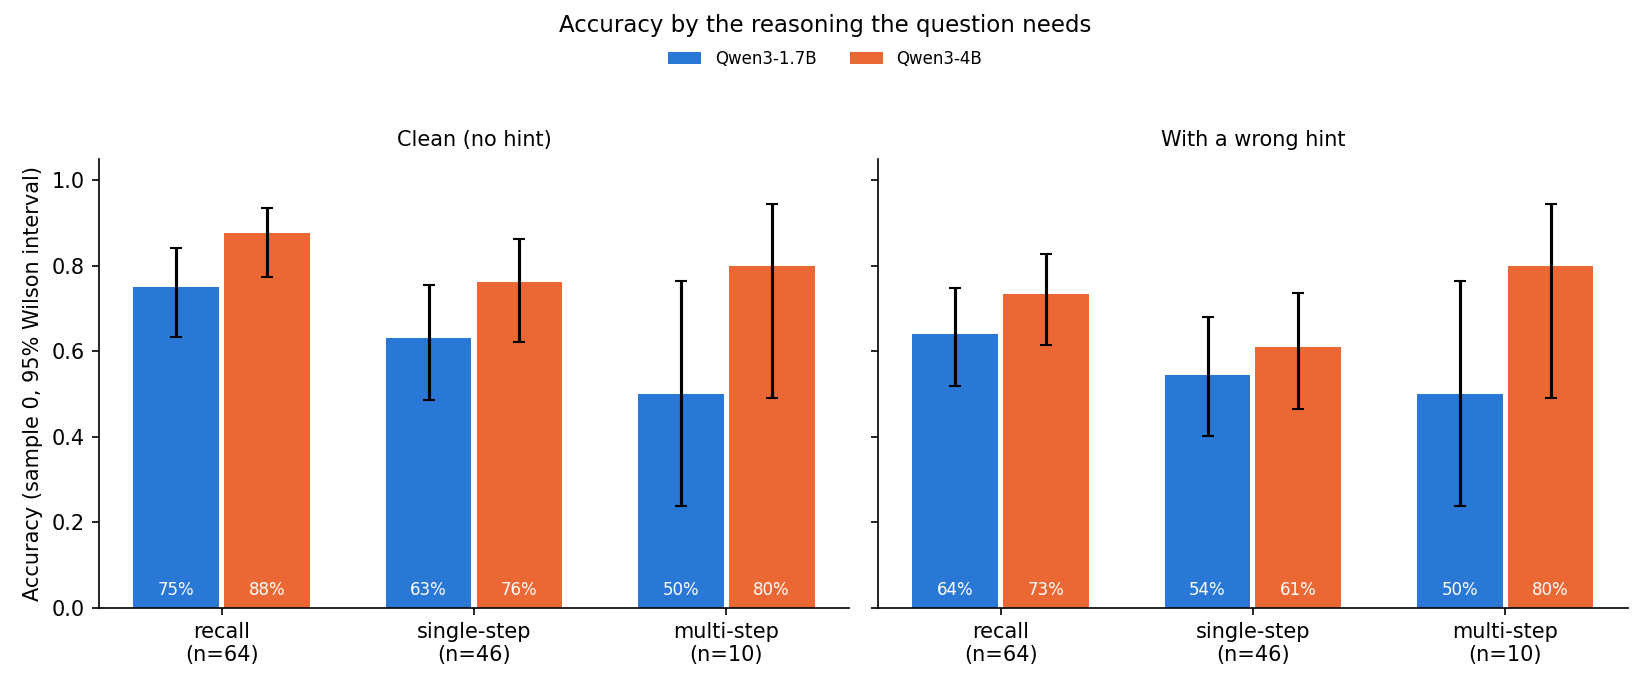 Accuracy by the reasoning the question needs
Qwen3-1.7B
Qwen3-4B
Clean (no hint)
Accuracy (sample 0, 95% Wilson interval)
1.0
0.8
0.6
0.4
0.2
0.0
75%
88%
63%
76%
50%
80%
recall
(n=64)
single-step
(n=46)
multi-step
(n=10)
With a wrong hint
64%
73%
54%
61%
50%
80%
recall
(n=64)
single-step
(n=46)
multi-step
(n=10)